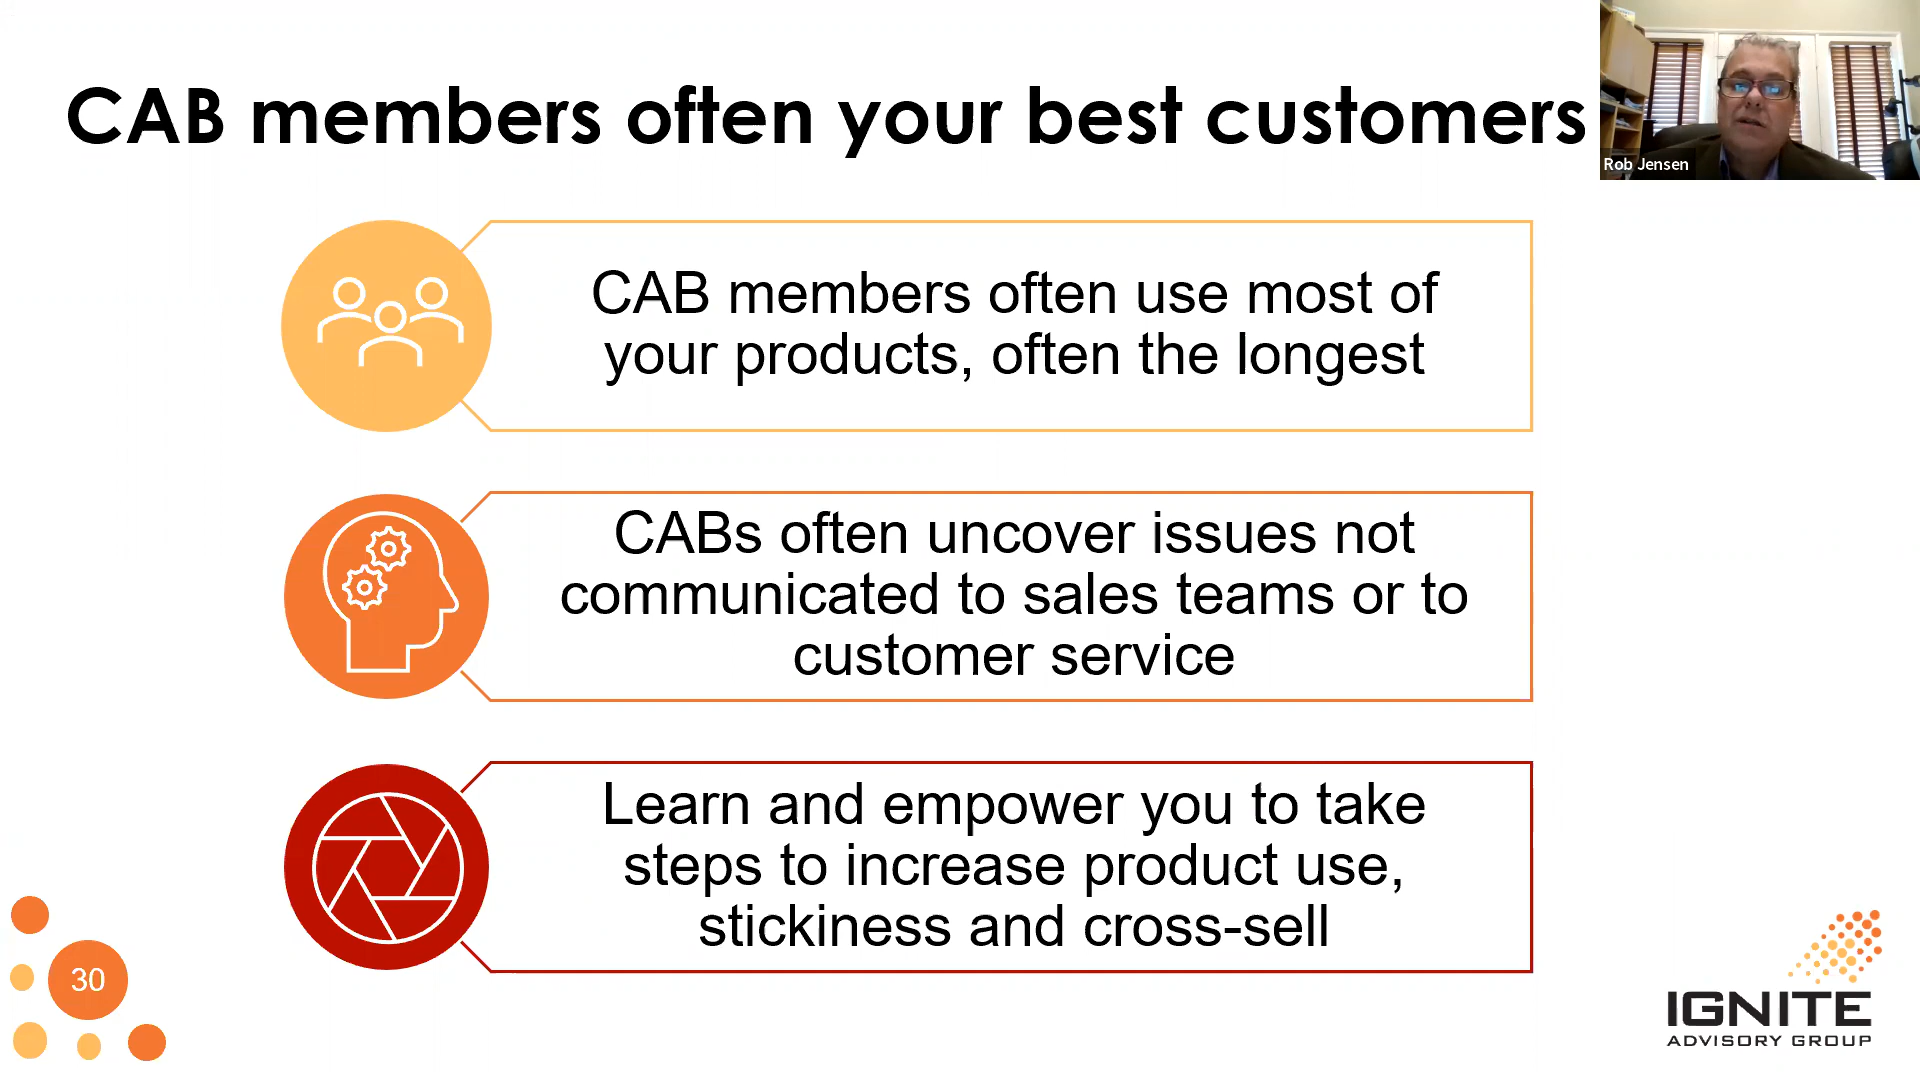 CAB members often your best customers
Rob Jensen
CAB members often use most of
your products, often the longest
CABs often uncover issues not
communicated to sales teams or to
customer service
Learn and empower you to take
steps to increase product use,
stickiness and cross-sell
30
IGNITE
ADVISORY GROUP